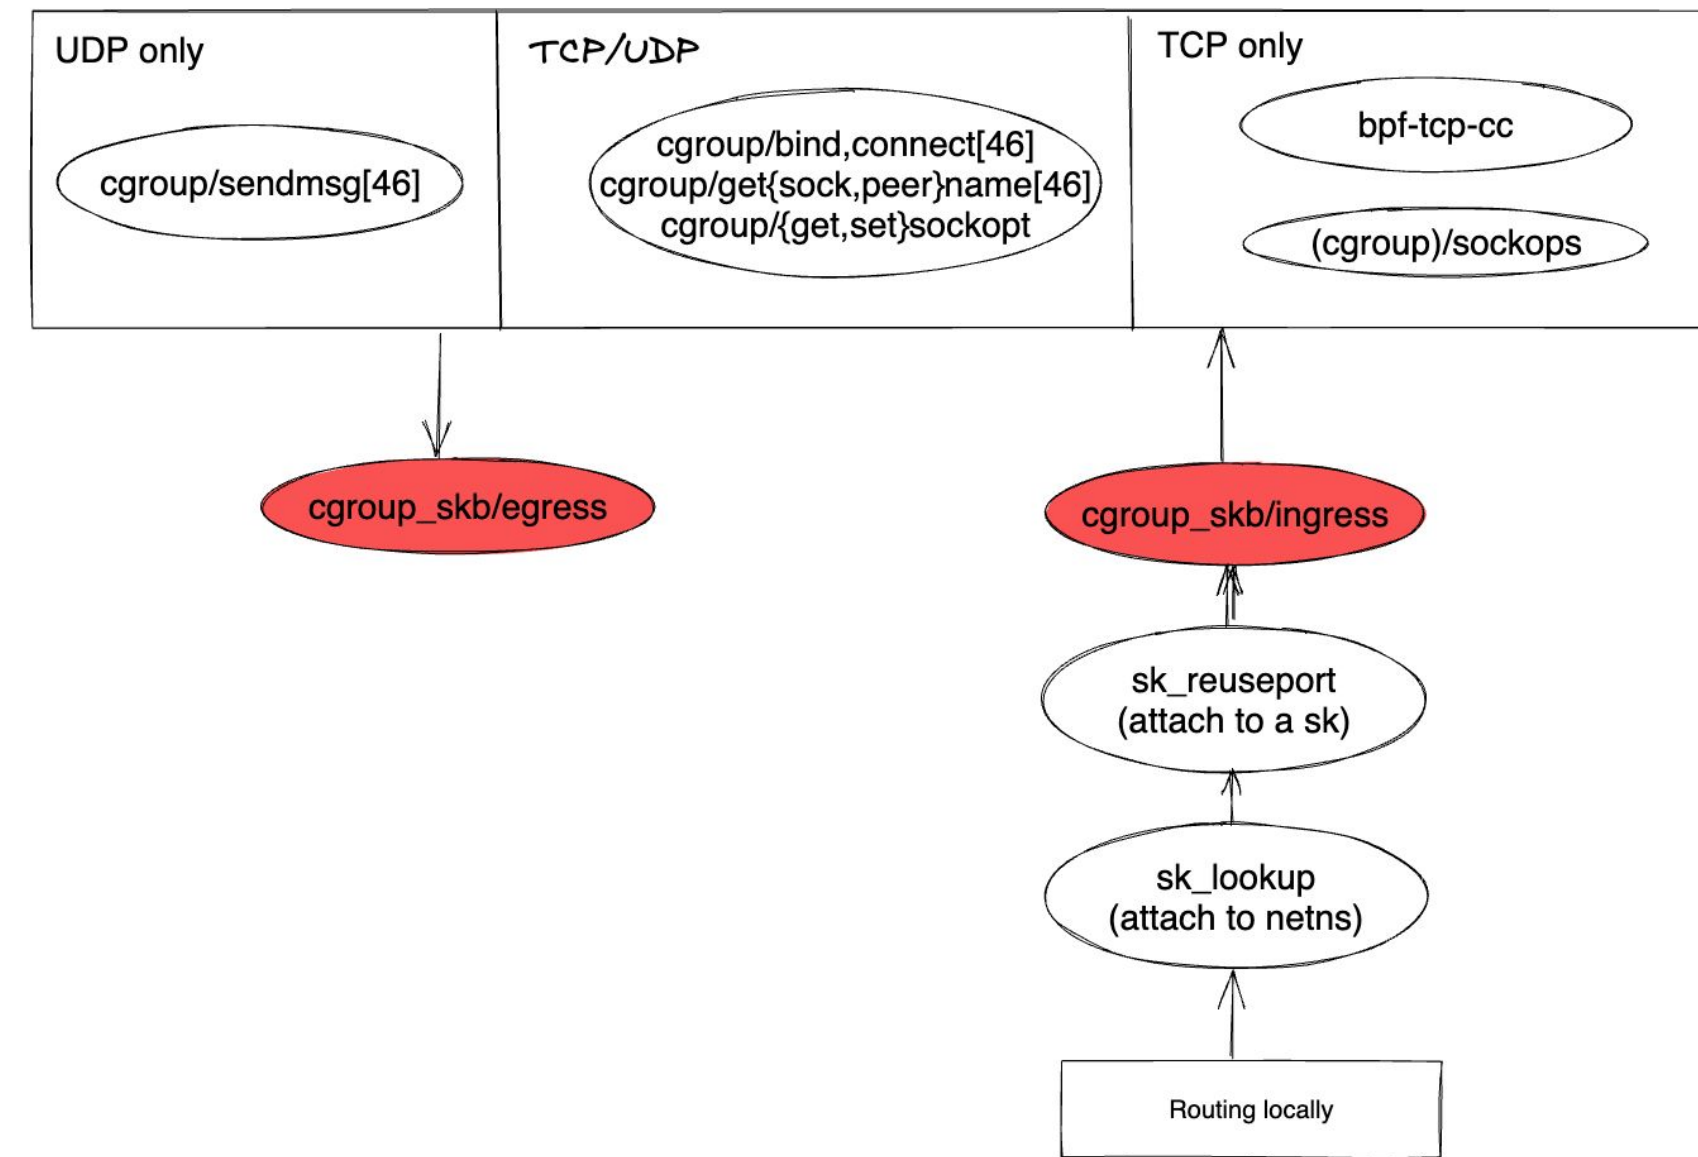 UDP only
TCP/UDP
TCP only
cgroup/sendmsg[46]
cgroup/bind,connect[46]
cgroup/get{sock,peer}name[46]
cgroup/{get,set}sockopt
bpf-tcp-cc
(cgroup)/sockops
cgroup_skb/egress
cgroup_skb/ingress
sk_reuseport
(attach to a sk)
sk_lookup
(attach to netns)
Routing locally